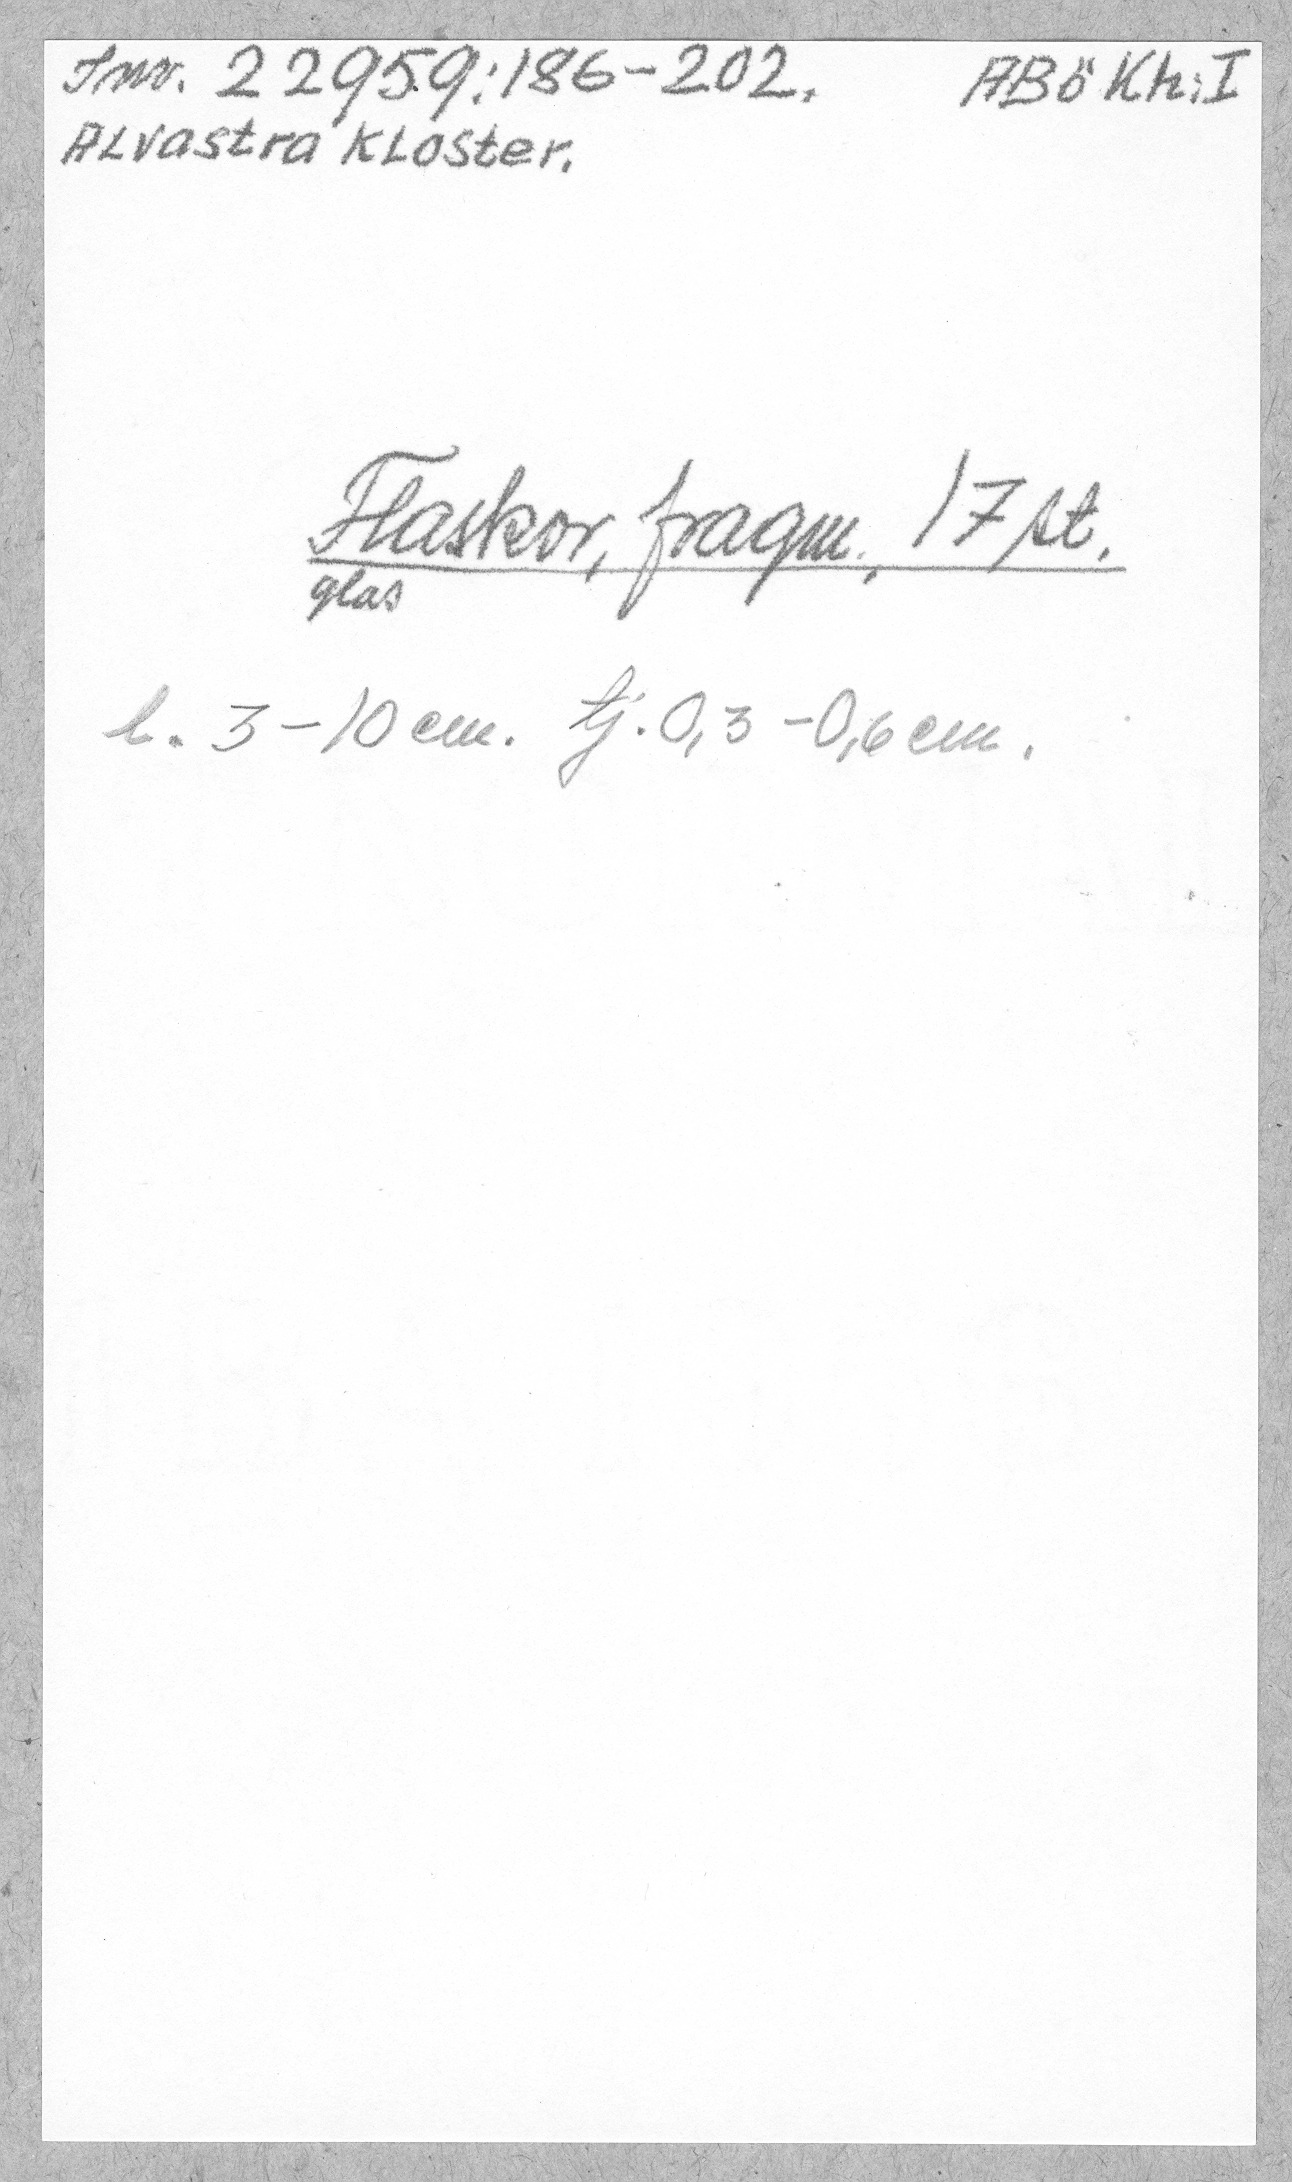 Inv. 22959:186-202. ABö Kh:I
Alvastra Kloster.
Flaskor, fragm., 17 st.
glas
l. 3-10 cm. tj. 0,3-0,6 cm.